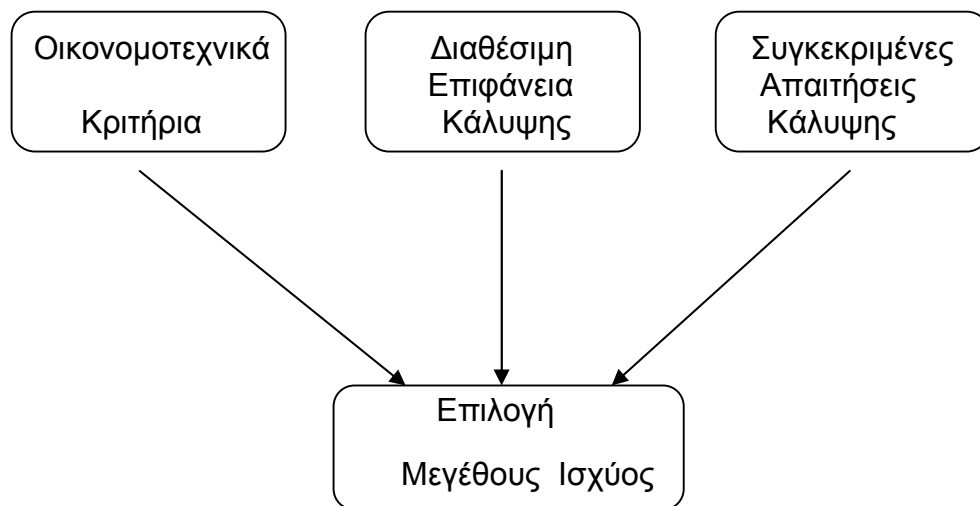 Οικονομοτεχνικά
Κριτήρια
Διαθέσιμη
Επιφάνεια
Κάλυψης
Συγκεκριμένες
Απαιτήσεις
Κάλυψης
Επιλογή
Μεγέθους Ισχύος